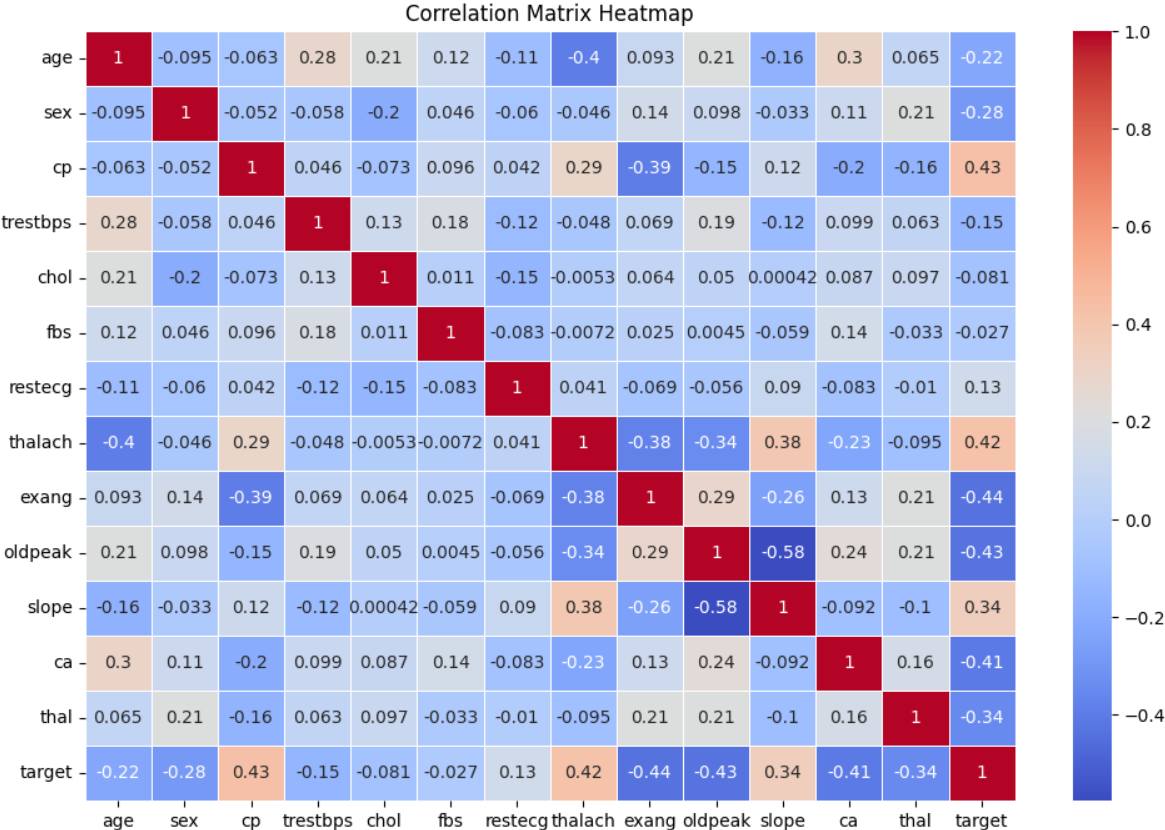 Correlation Matrix Heatmap
age 1 -0.095 -0.063 0.28 0.21 0.12 -0.11 -0.4 0.093 0.21 -0.16 0.3 0.065 -0.22
sex -0.095 1 -0.052 -0.058 -0.2 0.046 -0.06 -0.046 0.14 0.098 -0.033 0.11 0.21 -0.28
cp -0.063 -0.052 1 0.046 -0.073 0.096 0.042 0.29 -0.39 -0.15 0.12 -0.2 -0.16 0.43
trestbps 0.28 -0.058 0.046 1 0.13 0.18 -0.12 -0.048 0.069 0.19 -0.12 0.099 0.063 -0.15
chol 0.21 -0.2 -0.073 0.13 1 0.011 -0.15 -0.0053 0.064 0.05 0.00042 0.087 0.097 -0.081
fbs 0.12 0.046 0.096 0.18 0.011 1 -0.083 -0.0072 0.025 0.0045 -0.059 0.14 -0.033 -0.027
restecg -0.11 -0.06 0.042 -0.12 -0.15 -0.083 1 0.041 -0.069 -0.056 0.09 -0.083 -0.01 0.13
thalach -0.4 -0.046 0.29 -0.048 -0.0053 -0.0072 0.041 1 -0.38 -0.34 0.38 -0.23 -0.095 0.42
exang 0.093 0.14 -0.39 0.069 0.064 0.025 -0.069 -0.38 1 0.29 -0.26 0.13 0.21 -0.44
oldpeak 0.21 0.098 -0.15 0.19 0.05 0.0045 -0.056 -0.34 0.29 1 -0.58 0.24 0.21 -0.43
slope -0.16 -0.033 0.12 -0.12 0.00042 -0.059 0.09 0.38 -0.26 -0.58 1 -0.092 -0.1 0.34
ca 0.3 0.11 -0.2 0.099 0.087 0.14 -0.083 -0.23 0.13 0.24 -0.092 1 0.16 -0.41
thal 0.065 0.21 -0.16 0.063 0.097 -0.033 -0.01 -0.095 0.21 0.21 -0.1 0.16 1 -0.34
target -0.22 -0.28 0.43 -0.15 -0.081 -0.027 0.13 0.42 -0.44 -0.43 0.34 -0.41 -0.34 1
age sex cp trestbps chol fbs restecg thalach exang oldpeak slope ca thal target
1.0
0.8
0.6
0.4
0.2
0.0
−0.2
−0.4